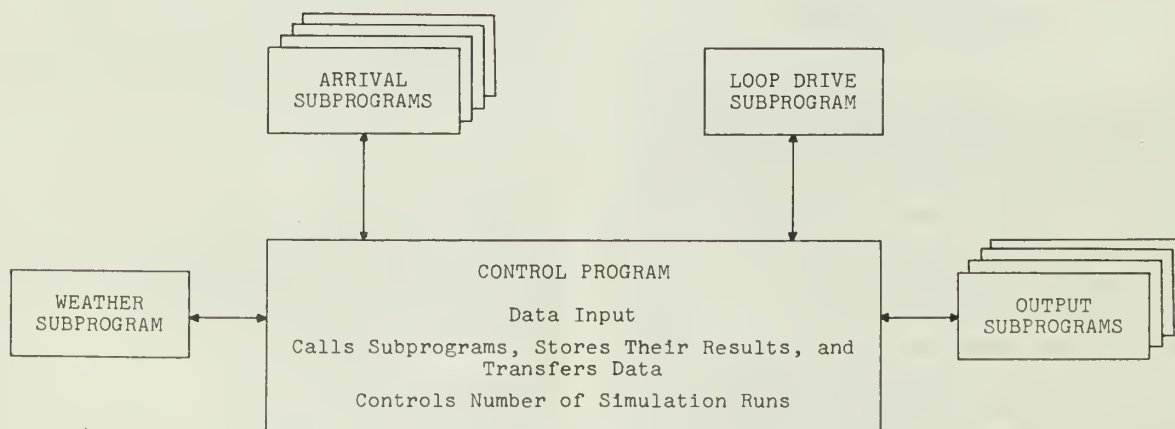 ARRIVAL
SUBPROGRAMS
LOOP DRIVE
SUBPROGRAM
CONTROL PROGRAM
WEATHER
SUBPROGRAM
Data Input
OUTPUT
SUBPROGRAMS
Calls Subprograms, Stores Their Results, and
Transfers Data
Controls Number of Simulation Runs